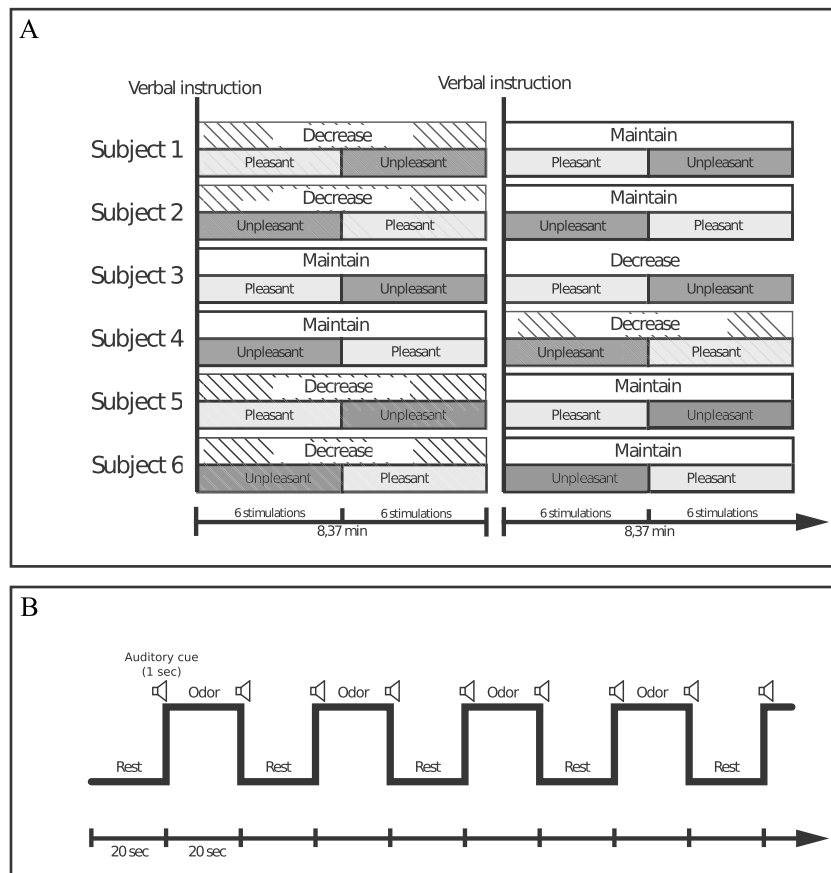 A
Verbal instruction
Verbal instruction
Subject 1
Decrease
Maintain
Pleasant
Unpleasant
Pleasant
Unpleasant
Subject 2
Decrease
Maintain
Unpleasant
Pleasant
Unpleasant
Pleasant
Subject 3
Maintain
Decrease
Pleasant
Unpleasant
Pleasant
Unpleasant
Subject 4
Maintain
Decrease
Unpleasant
Pleasant
Unpleasant
Pleasant
Subject 5
Decrease
Maintain
Pleasant
Unpleasant
Pleasant
Unpleasant
Subject 6
Decrease
Maintain
Unpleasant
Pleasant
Unpleasant
Pleasant
6 stimulations
6 stimulations
6 stimulations
6 stimulations
8,37 min
8,37 min
B
Auditory cue
(1 sec)
Odor
Odor
Odor
Odor
Rest
Rest
Rest
Rest
Rest
20 sec
20 sec